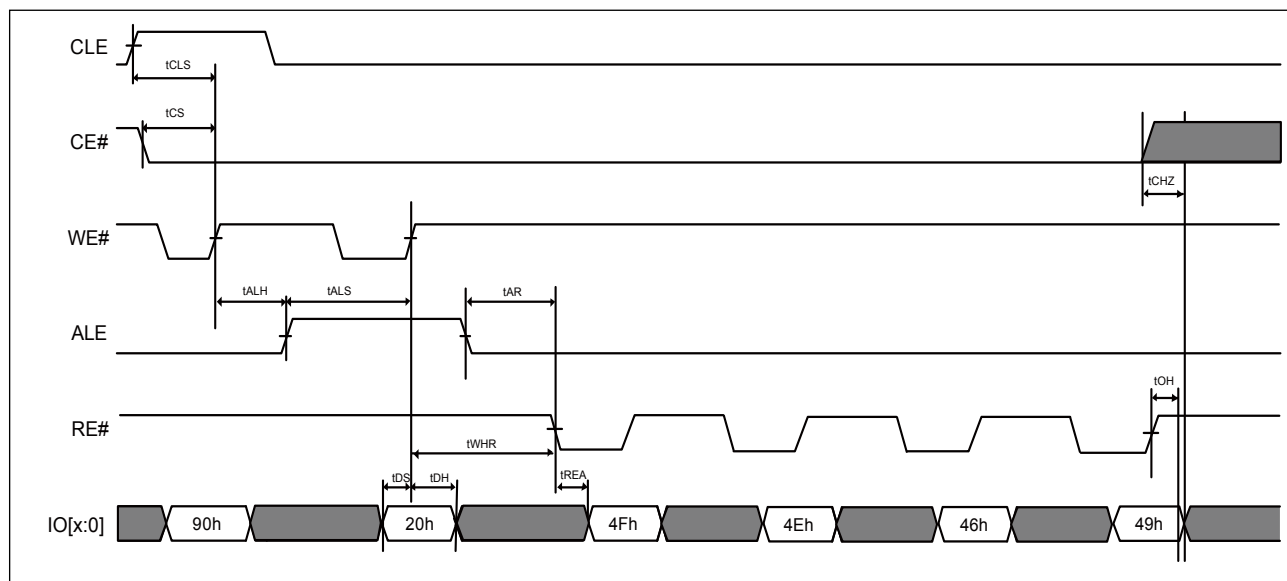 CLE
tCLS
CE#
tCS
tCHZ
WE#
tALH tALS tAR
ALE
tOH
RE#
tWHR
tDS tDH tREA
IO[x:0] 90h 20h 4Fh 4Eh 46h 49h